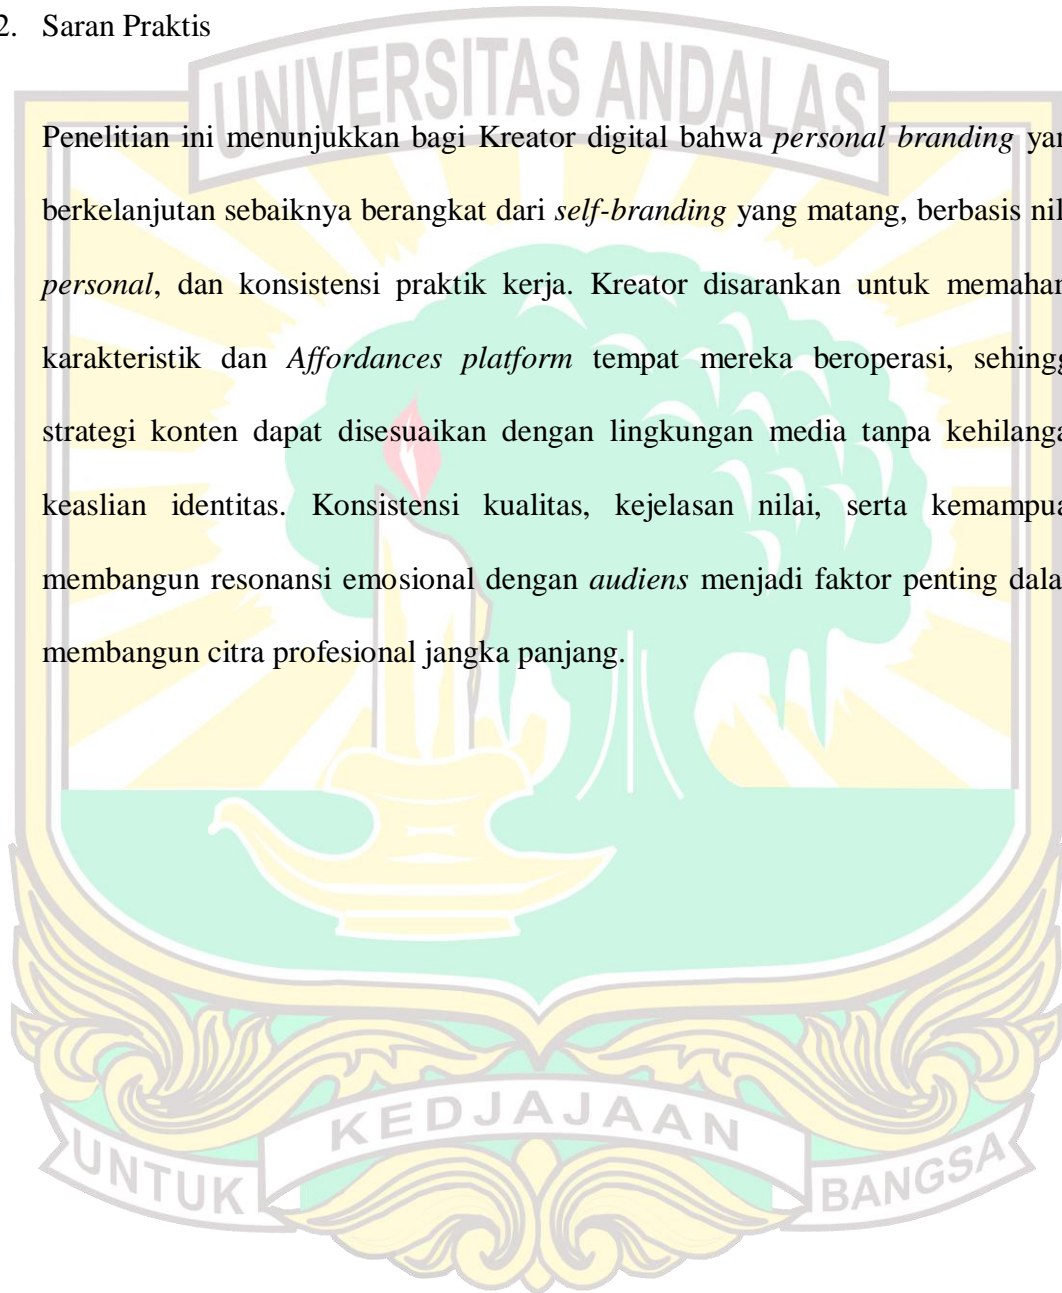 2. Saran Praktis
UNIVERSITAS ANDALAS
Penelitian ini menunjukkan bagi Kreator digital bahwa personal branding yan
berkelanjutan sebaiknya berangkat dari self-branding yang matang, berbasis nil
personal, dan konsistensi praktik kerja. Kreator disarankan untuk memaham
karakteristik dan Affordances platform tempat mereka beroperasi, sehingg
strategi konten dapat disesuaikan dengan lingkungan media tanpa kehilanga
keaslian identitas. Konsistensi kualitas, kejelasan nilai, serta kemampua
membangun resonansi emosional dengan audiens menjadi faktor penting dala
membangun citra profesional jangka panjang.
UNTUK KEDJAJAAN BANGSA